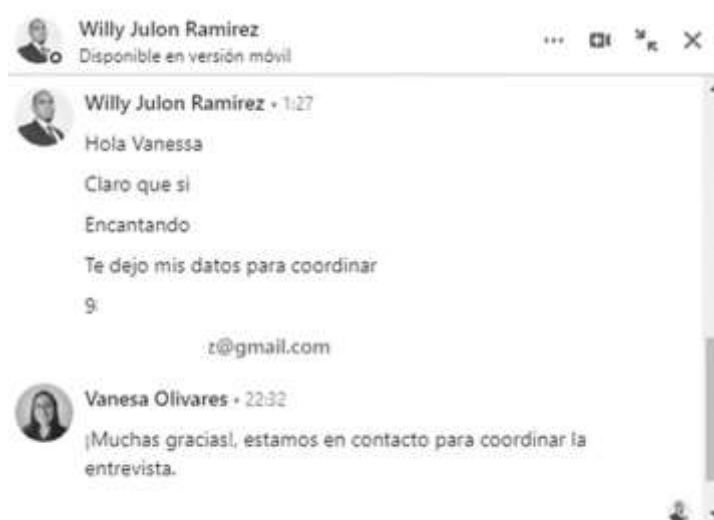 Willy Julon Ramirez
Disponible en versión móvil
Willy Julon Ramirez • 1:27
Hola Vanessa
Claro que si
Encantando
Te dejo mis datos para coordinar
9
z@gmail.com
Vanesa Olivares • 22:32
¡Muchas gracias!, estamos en contacto para coordinar la
entrevista.